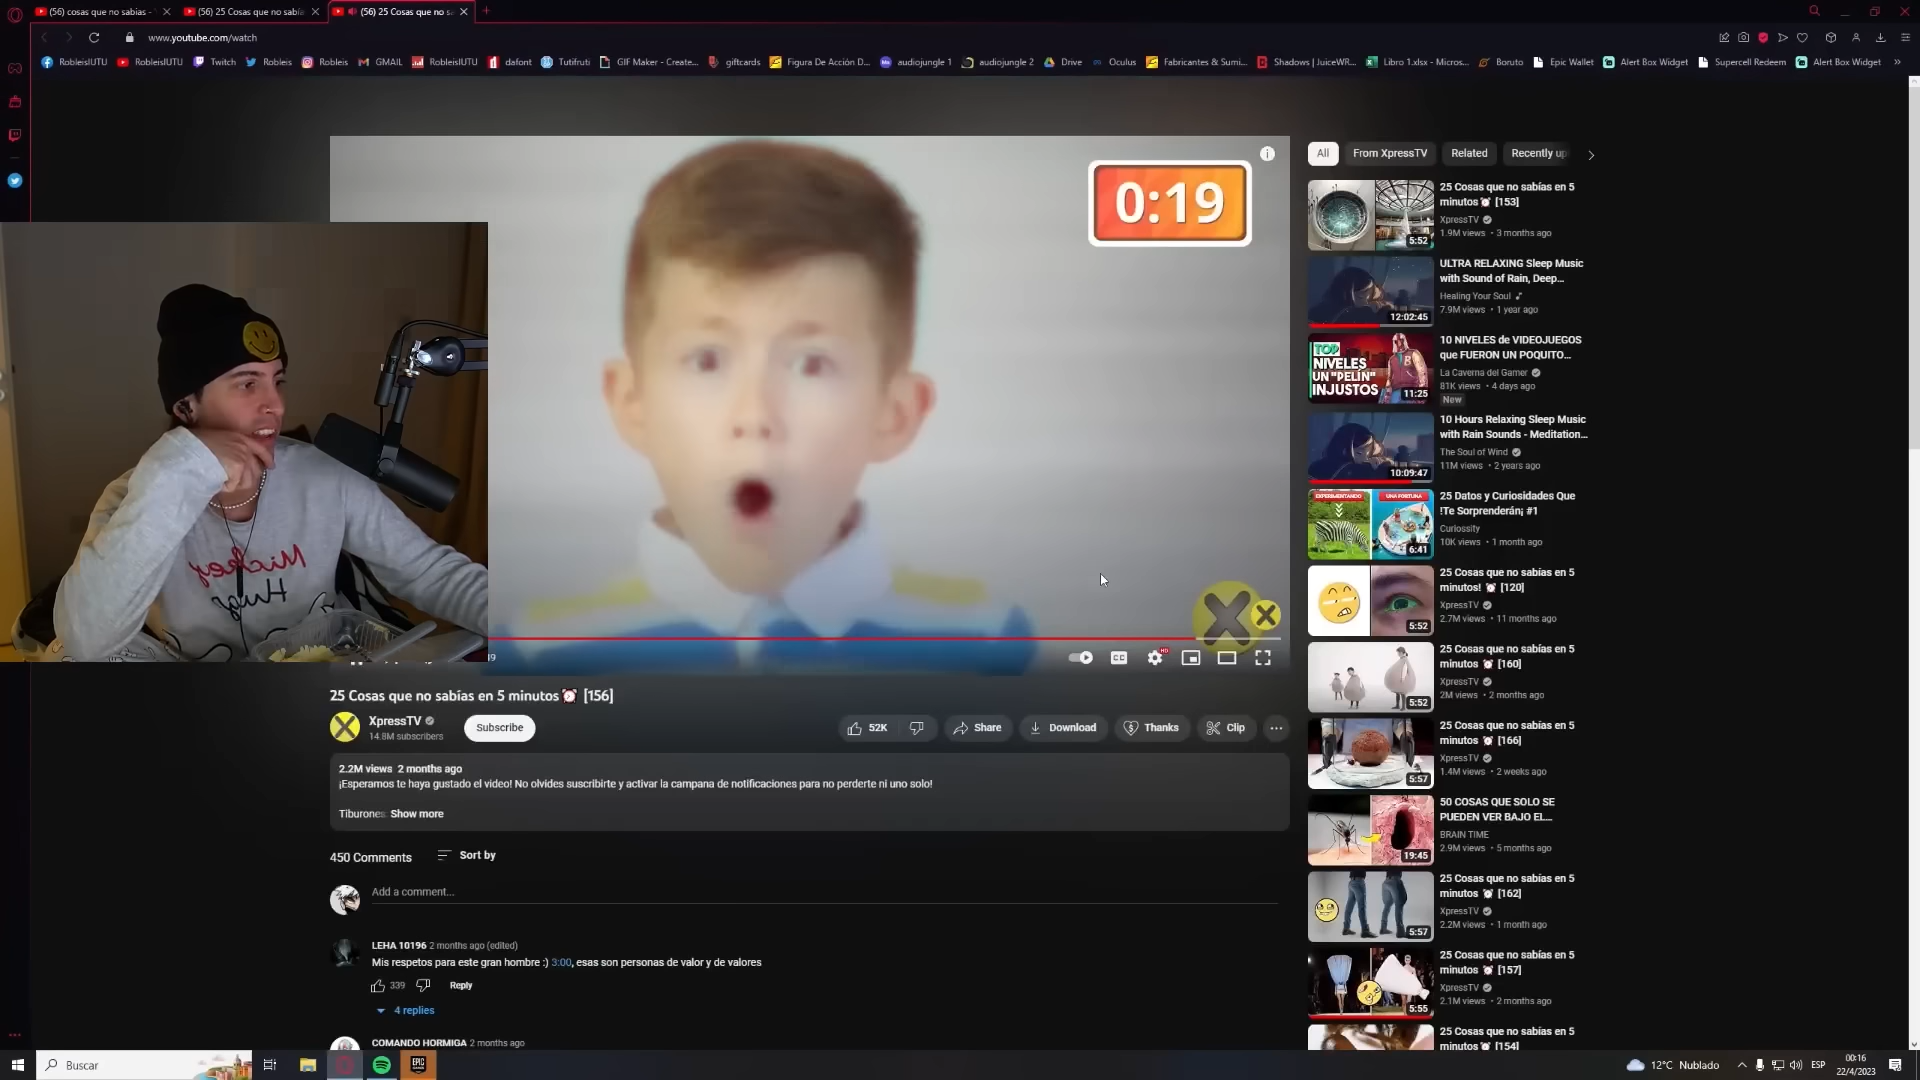 (56) cosas que no sabias -
(56) 25 Cosas que no sabía
(56) 25 Cosas que no sa
www.youtube.com/watch
RobleisIUTU
RobleisIUTU
Twitch
Robleis
Robleis
GMAIL
RobleisIUTU
dafont
Tutifruti
GIF Maker - Create...
giftcards
Figura De Acción D...
audiojungle 1
audiojungle 2
Drive
Oculus
Fabricantes & Sumi...
Shadows | JuiceWR...
Libro 1.xlsx - Micros...
Boruto
Epic Wallet
Alert Box Widget
Supercell Redeem
Alert Box Widget
0:19
Mickey
Hugs
25 Cosas que no sabías en 5 minutos⏰ [156]
XpressTV
14.8M subscribers
Subscribe
52K
Share
Download
Thanks
Clip
2.2M views 2 months ago
¡Esperamos te haya gustado el video! No olvides suscribirte y activar la campana de notificaciones para no perderte ni uno solo!
Tiburones: Show more
450 Comments
Sort by
Add a comment...
LEHA 10196 2 months ago (edited)
Mis respetos para este gran hombre :) 3:00, esas son personas de valor y de valores
339
Reply
4 replies
COMANDO HORMIGA 2 months ago
All
From XpressTV
Related
Recently up
25 Cosas que no sabías en 5
minutos⏰ [153]
XpressTV
1.9M views • 3 months ago
5:52
ULTRA RELAXING Sleep Music
with Sound of Rain, Deep...
Healing Your Soul
7.9M views • 1 year ago
12:02:45
10 NIVELES de VIDEOJUEGOS
que FUERON UN POQUITO...
La Caverna del Gamer
81K views • 4 days ago
New
TOP
NIVELES
UN "PELÍN"
INJUSTOS
11:25
10 Hours Relaxing Sleep Music
with Rain Sounds - Meditation...
The Soul of Wind
11M views • 2 years ago
10:09:47
25 Datos y Curiosidades Que
!Te Sorprenderán¡ #1
Curiossity
10K views • 1 month ago
EXPERIMENTANDO
UNA FORTUNA
6:41
25 Cosas que no sabías en 5
minutos! ⏰ [120]
XpressTV
2.7M views • 11 months ago
5:52
25 Cosas que no sabías en 5
minutos ⏰ [160]
XpressTV
2M views • 2 months ago
5:52
25 Cosas que no sabías en 5
minutos ⏰ [166]
XpressTV
1.4M views • 2 weeks ago
5:57
50 COSAS QUE SOLO SE
PUEDEN VER BAJO EL...
BRAIN TIME
2.9M views • 5 months ago
19:45
25 Cosas que no sabías en 5
minutos ⏰ [162]
XpressTV
2.2M views • 1 month ago
5:57
25 Cosas que no sabías en 5
minutos ⏰ [157]
XpressTV
2.1M views • 2 months ago
5:55
25 Cosas que no sabías en 5
minutos ⏰ [154]
Buscar
EPIC
12°C Nublado
ESP
00:16
22/4/2023